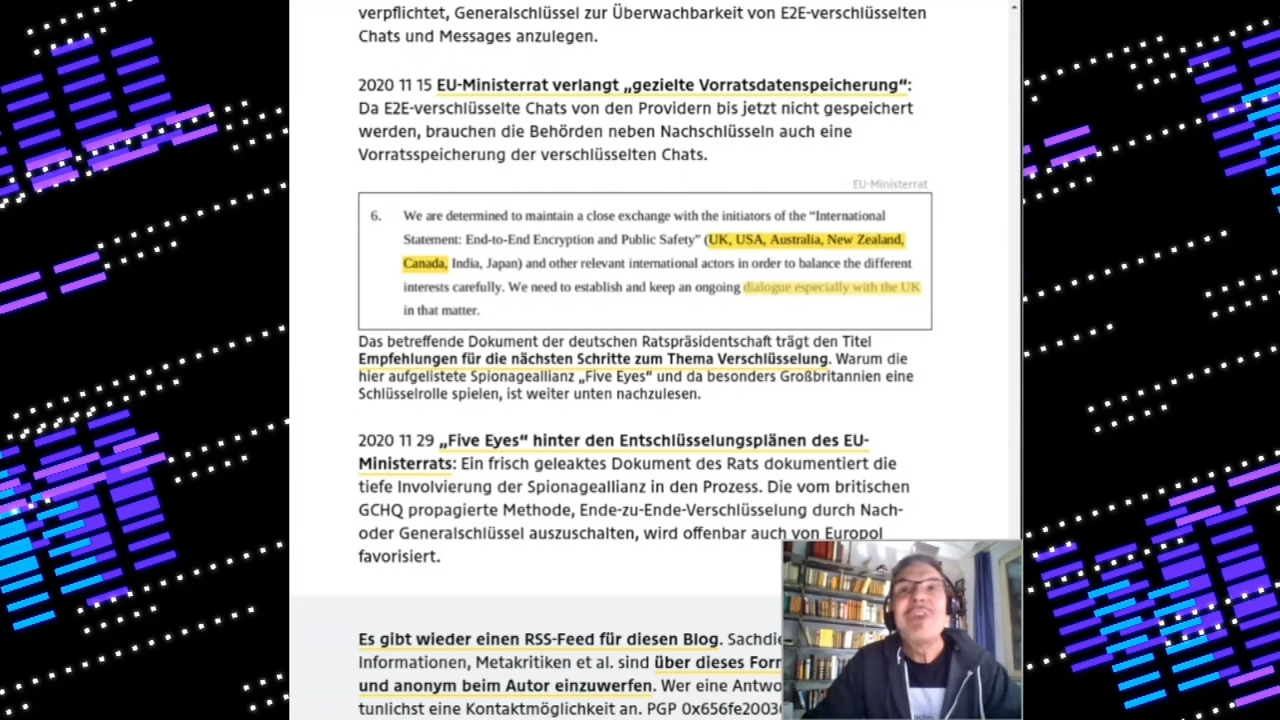 verpflichtet, Generalschlüssel zur Überwachbarkeit von E2E-verschlüsselten
Chats und Messages anzulegen.
2020 11 15 EU-Ministerrat verlangt „gezielte Vorratsdatenspeicherung“:
Da E2E-verschlüsselte Chats von den Providern bis jetzt nicht gespeichert
werden, brauchen die Behörden neben Nachschlüsseln auch eine
Vorratsspeicherung der verschlüsselten Chats.
EU-Ministerrat
6. We are determined to maintain a close exchange with the initiators of the “International
Statement: End-to-End Encryption and Public Safety” (UK, USA, Australia, New Zealand,
Canada, India, Japan) and other relevant international actors in order to balance the different
interests carefully. We need to establish and keep an ongoing dialogue especially with the UK
in that matter.
Das betreffende Dokument der deutschen Ratspräsidentschaft trägt den Titel
Empfehlungen für die nächsten Schritte zum Thema Verschlüsselung. Warum die
hier aufgelistete Spionageallianz „Five Eyes“ und da besonders Großbritannien eine
Schlüsselrolle spielen, ist weiter unten nachzulesen.
2020 11 29 „Five Eyes“ hinter den Entschlüsselungsplänen des EU-
Ministerrats: Ein frisch geleaktes Dokument des Rats dokumentiert die
tiefe Involvierung der Spionageallianz in den Prozess. Die vom britischen
GCHQ propagierte Methode, Ende-zu-Ende-Verschlüsselung durch Nach-
oder Generalschlüssel auszuschalten, wird offenbar auch von Europol
favorisiert.
Es gibt wieder einen RSS-Feed für diesen Blog. Sachdie
Informationen, Metakritiken et al. sind über dieses Forn
und anonym beim Autor einzuwerfen. Wer eine Antwo
tunlichst eine Kontaktmöglichkeit an. PGP 0x656fe2003